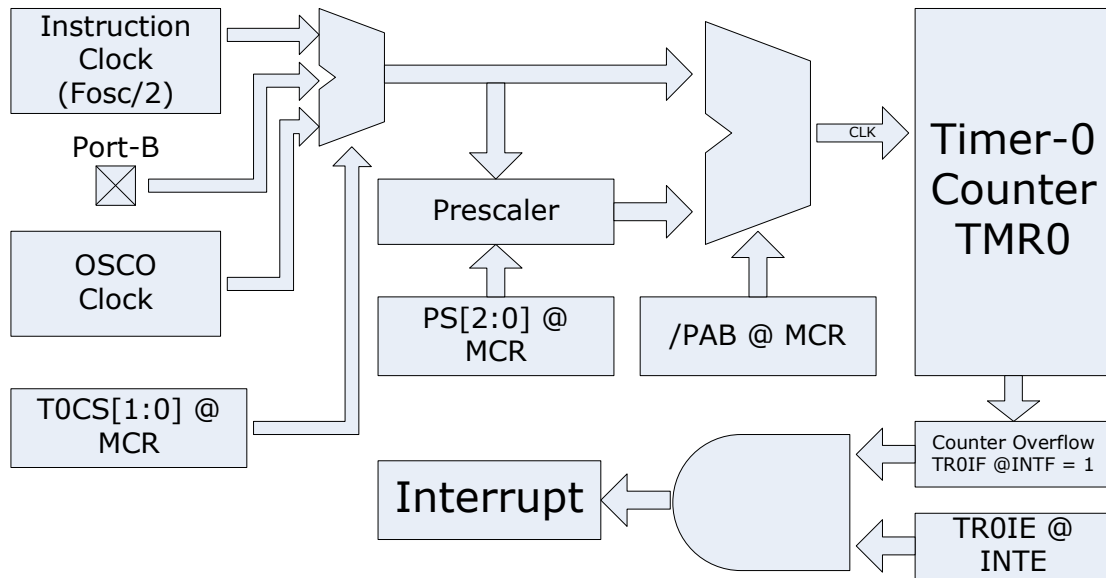 Instruction
Clock
(Fosc/2)
Port-B
OSCO
Clock
T0CS[1:0] @
MCR
Prescaler
PS[2:0] @
MCR
/PAB @ MCR
CLK
Timer-0
Counter
TMR0
Counter Overflow
TR0IF @INTF = 1
TR0IE @
INTE
Interrupt